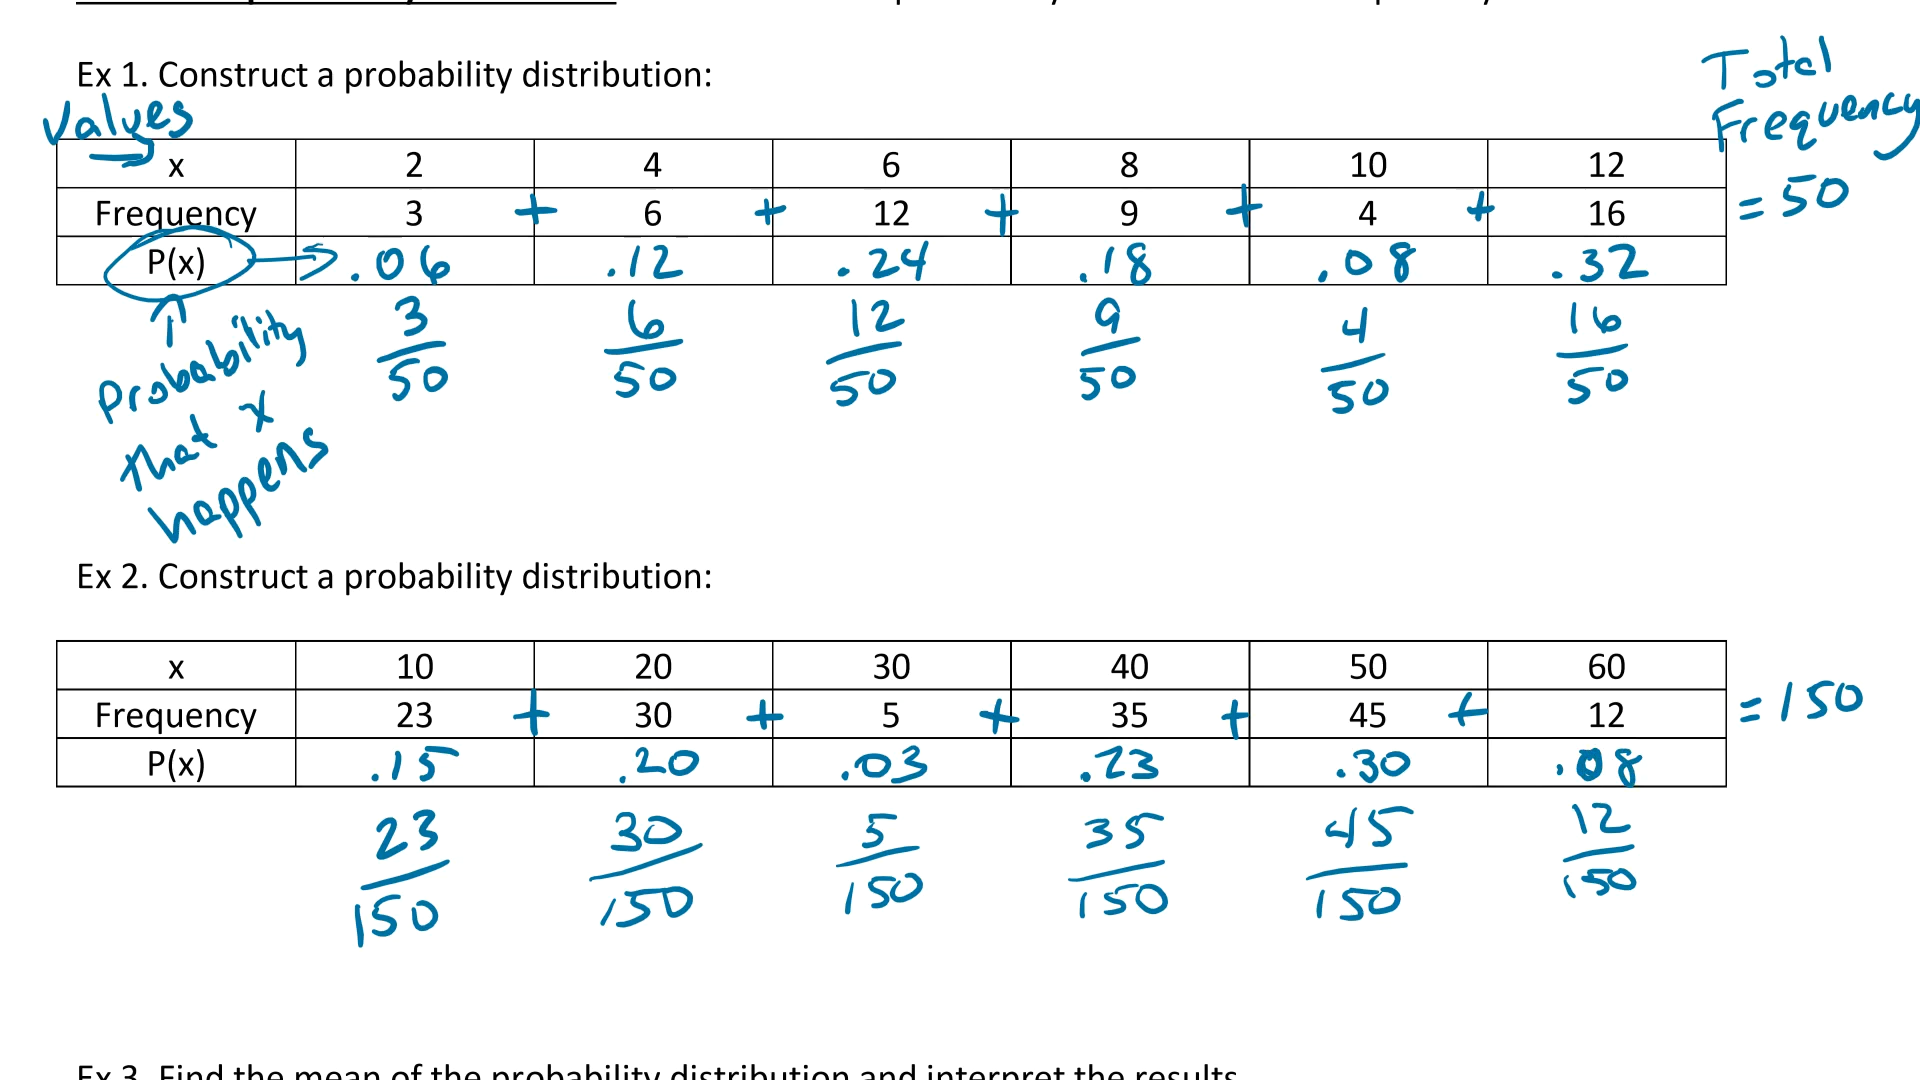 Ex 1. Construct a probability distribution:
Total
Frequency
Values
x 2 4 6 8 10 12
Frequency 3 + 6 + 12 + 9 + 4 + 16 = 50
P(x) .06 .12 .24 .18 .08 .32
3/50 6/50 12/50 9/50 4/50 16/50
Probability
that x
happens
Ex 2. Construct a probability distribution:
x 10 20 30 40 50 60
Frequency 23 + 30 + 5 + 35 + 45 + 12 = 150
P(x) .15 .20 .03 .23 .30 .08
23/150 30/150 5/150 35/150 45/150 12/150
Ex 3. Find the mean of the probability distribution and interpret the results.